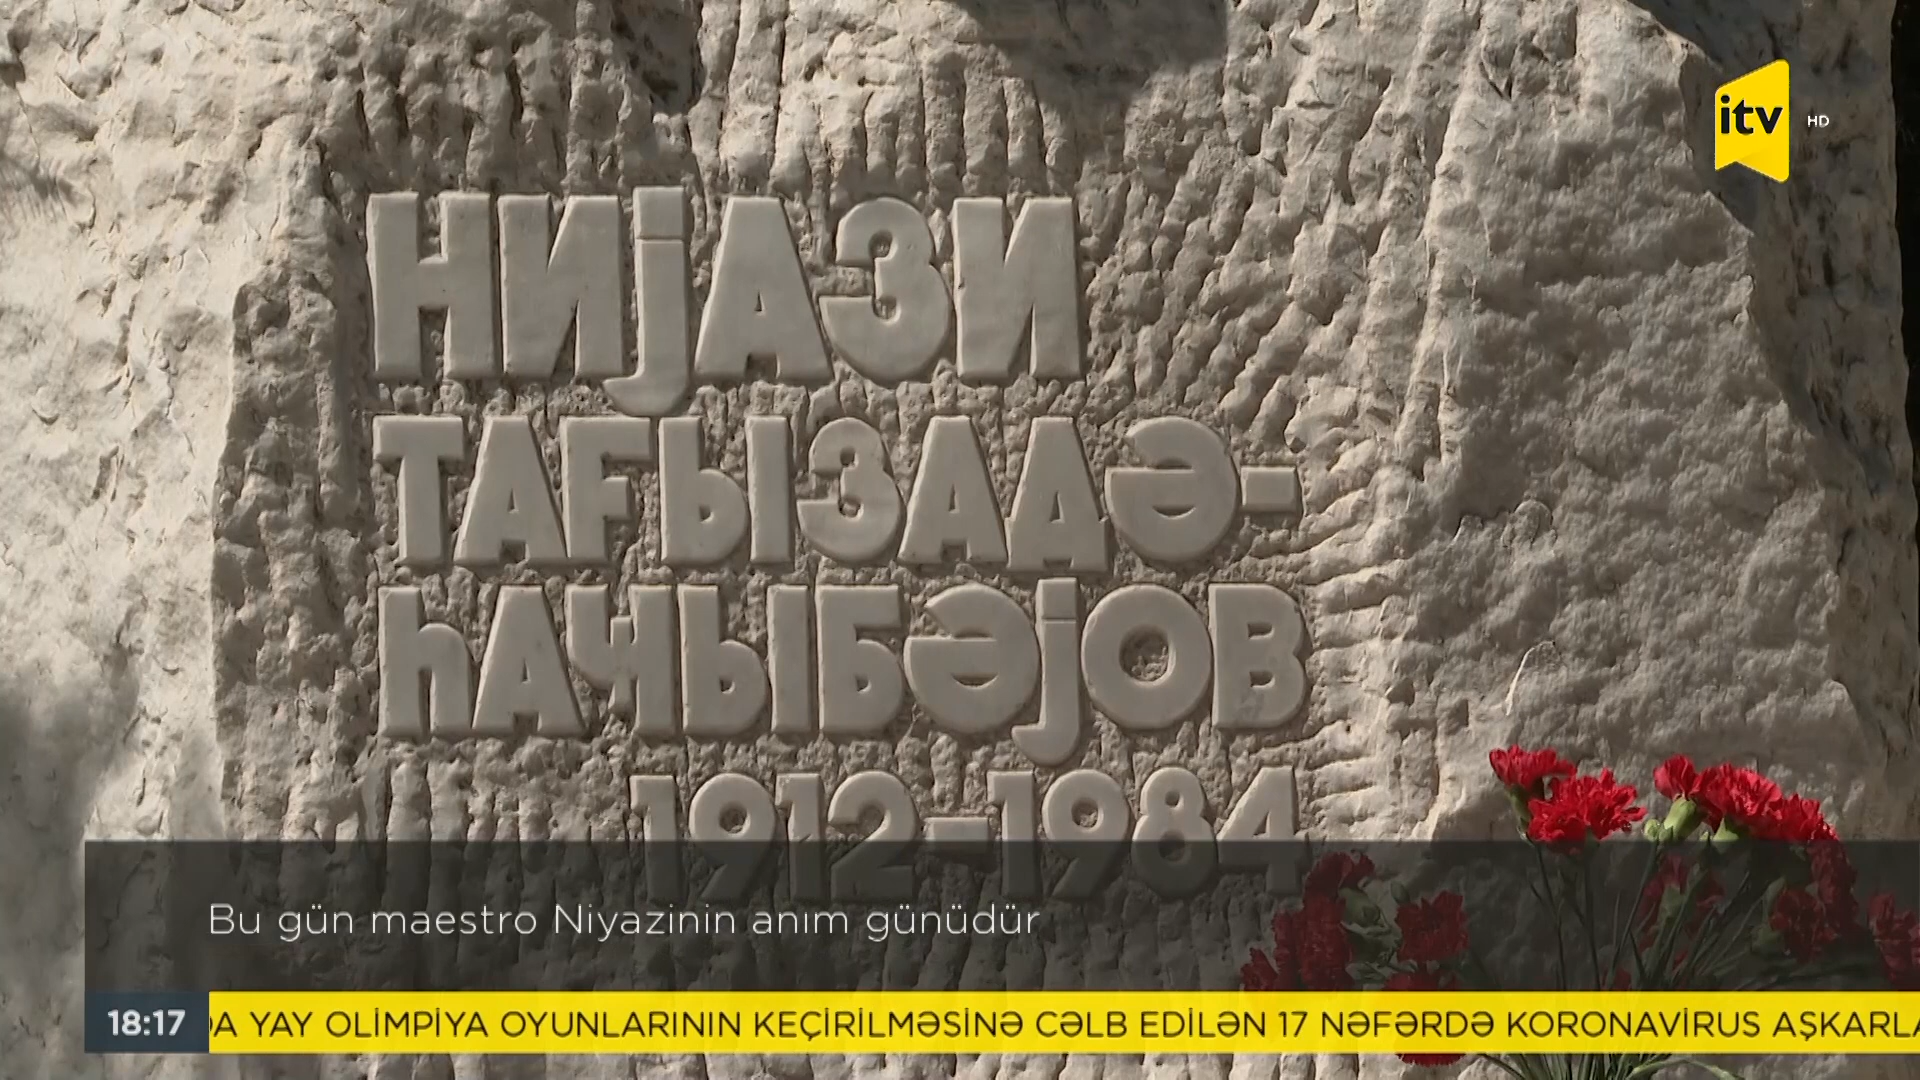 itv HD
НИЈАЗИ
ТАҒЫЗАДӘ-
ҺАҸЫБӘЈОВ
1912-1984
Bu gün maestro Niyazinin anım günüdür
18:17 DA YAY OLİMPİYA OYUNLARININ KEÇİRİLMƏSİNƏ CƏLB EDİLƏN 17 NƏFƏRDƏ KORONAVİRUS AŞKARLA